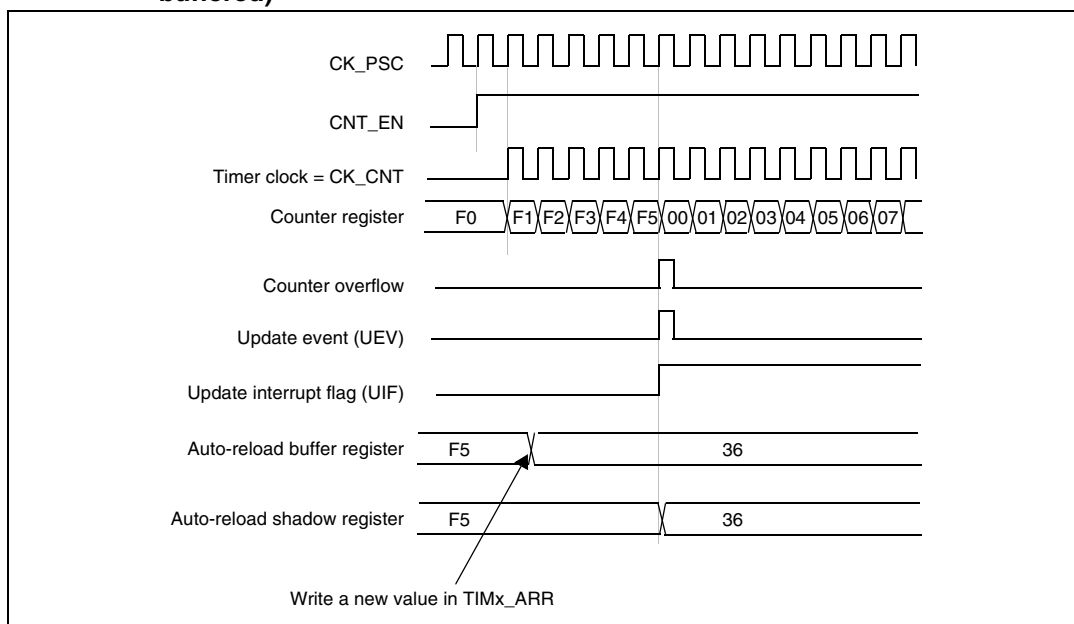 buffered)
CK_PSC
CNT_EN
Timer clock = CK_CNT
Counter register F0 F1 F2 F3 F4 F5 00 01 02 03 04 05 06 07
Counter overflow
Update event (UEV)
Update interrupt flag (UIF)
Auto-reload buffer register F5 36
Auto-reload shadow register F5 36
Write a new value in TIMx_ARR